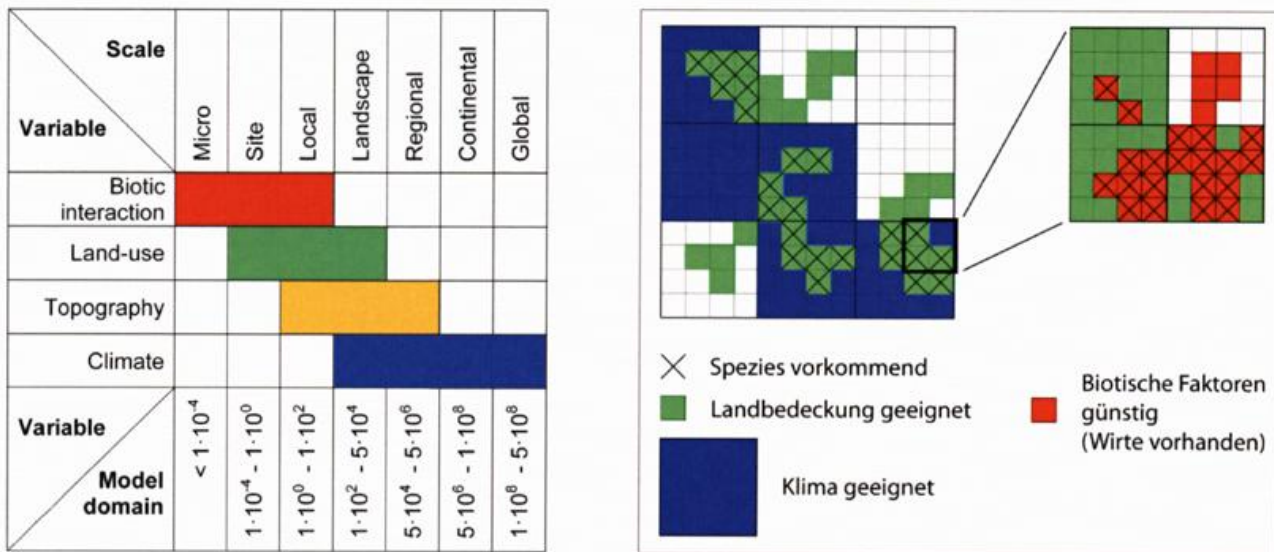 Scale
Variable
Micro
Site
Local
Landscape
Regional
Continental
Global
Biotic
interaction
Land-use
Topography
Climate
Variable
Model
domain
< 1·10⁻⁴
1·10⁻⁴ - 1·10⁰
1·10⁰ - 1·10²
1·10² - 5·10⁴
5·10⁴ - 5·10⁶
5·10⁶ - 1·10⁸
1·10⁸ - 5·10⁸
Spezies vorkommend
Landbedeckung geeignet
Klima geeignet
Biotische Faktoren
günstig
(Wirte vorhanden)